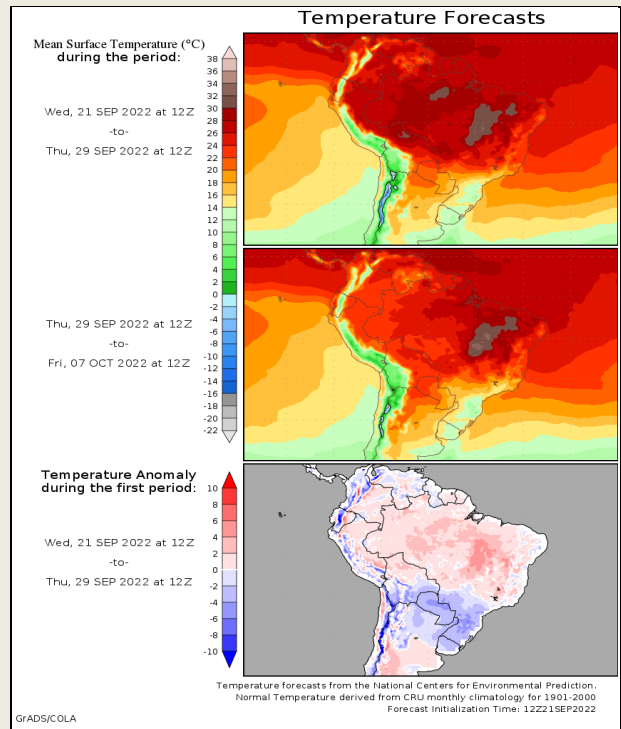 Temperature Forecasts
Mean Surface Temperature (°C)
during the period:
38
36
34
32
30
28
26
24
22
20
18
16
14
12
10
8
6
4
2
0
-2
-4
-6
-8
-10
-12
-14
-16
-18
-20
-22
Wed, 21 SEP 2022 at 12Z
-to-
Thu, 29 SEP 2022 at 12Z
Thu, 29 SEP 2022 at 12Z
-to-
Fri, 07 OCT 2022 at 12Z
Temperature Anomaly
during the first period:
10
8
6
4
2
0
-2
-4
-6
-8
-10
Wed, 21 SEP 2022 at 12Z
-to-
Thu, 29 SEP 2022 at 12Z
Temperature forecasts from the National Centers for Environmental Prediction.
Normal Temperature derived from CRU monthly climatology for 1901-2000
Forecast Initialization Time: 12Z21SEP2022
GrADS/COLA